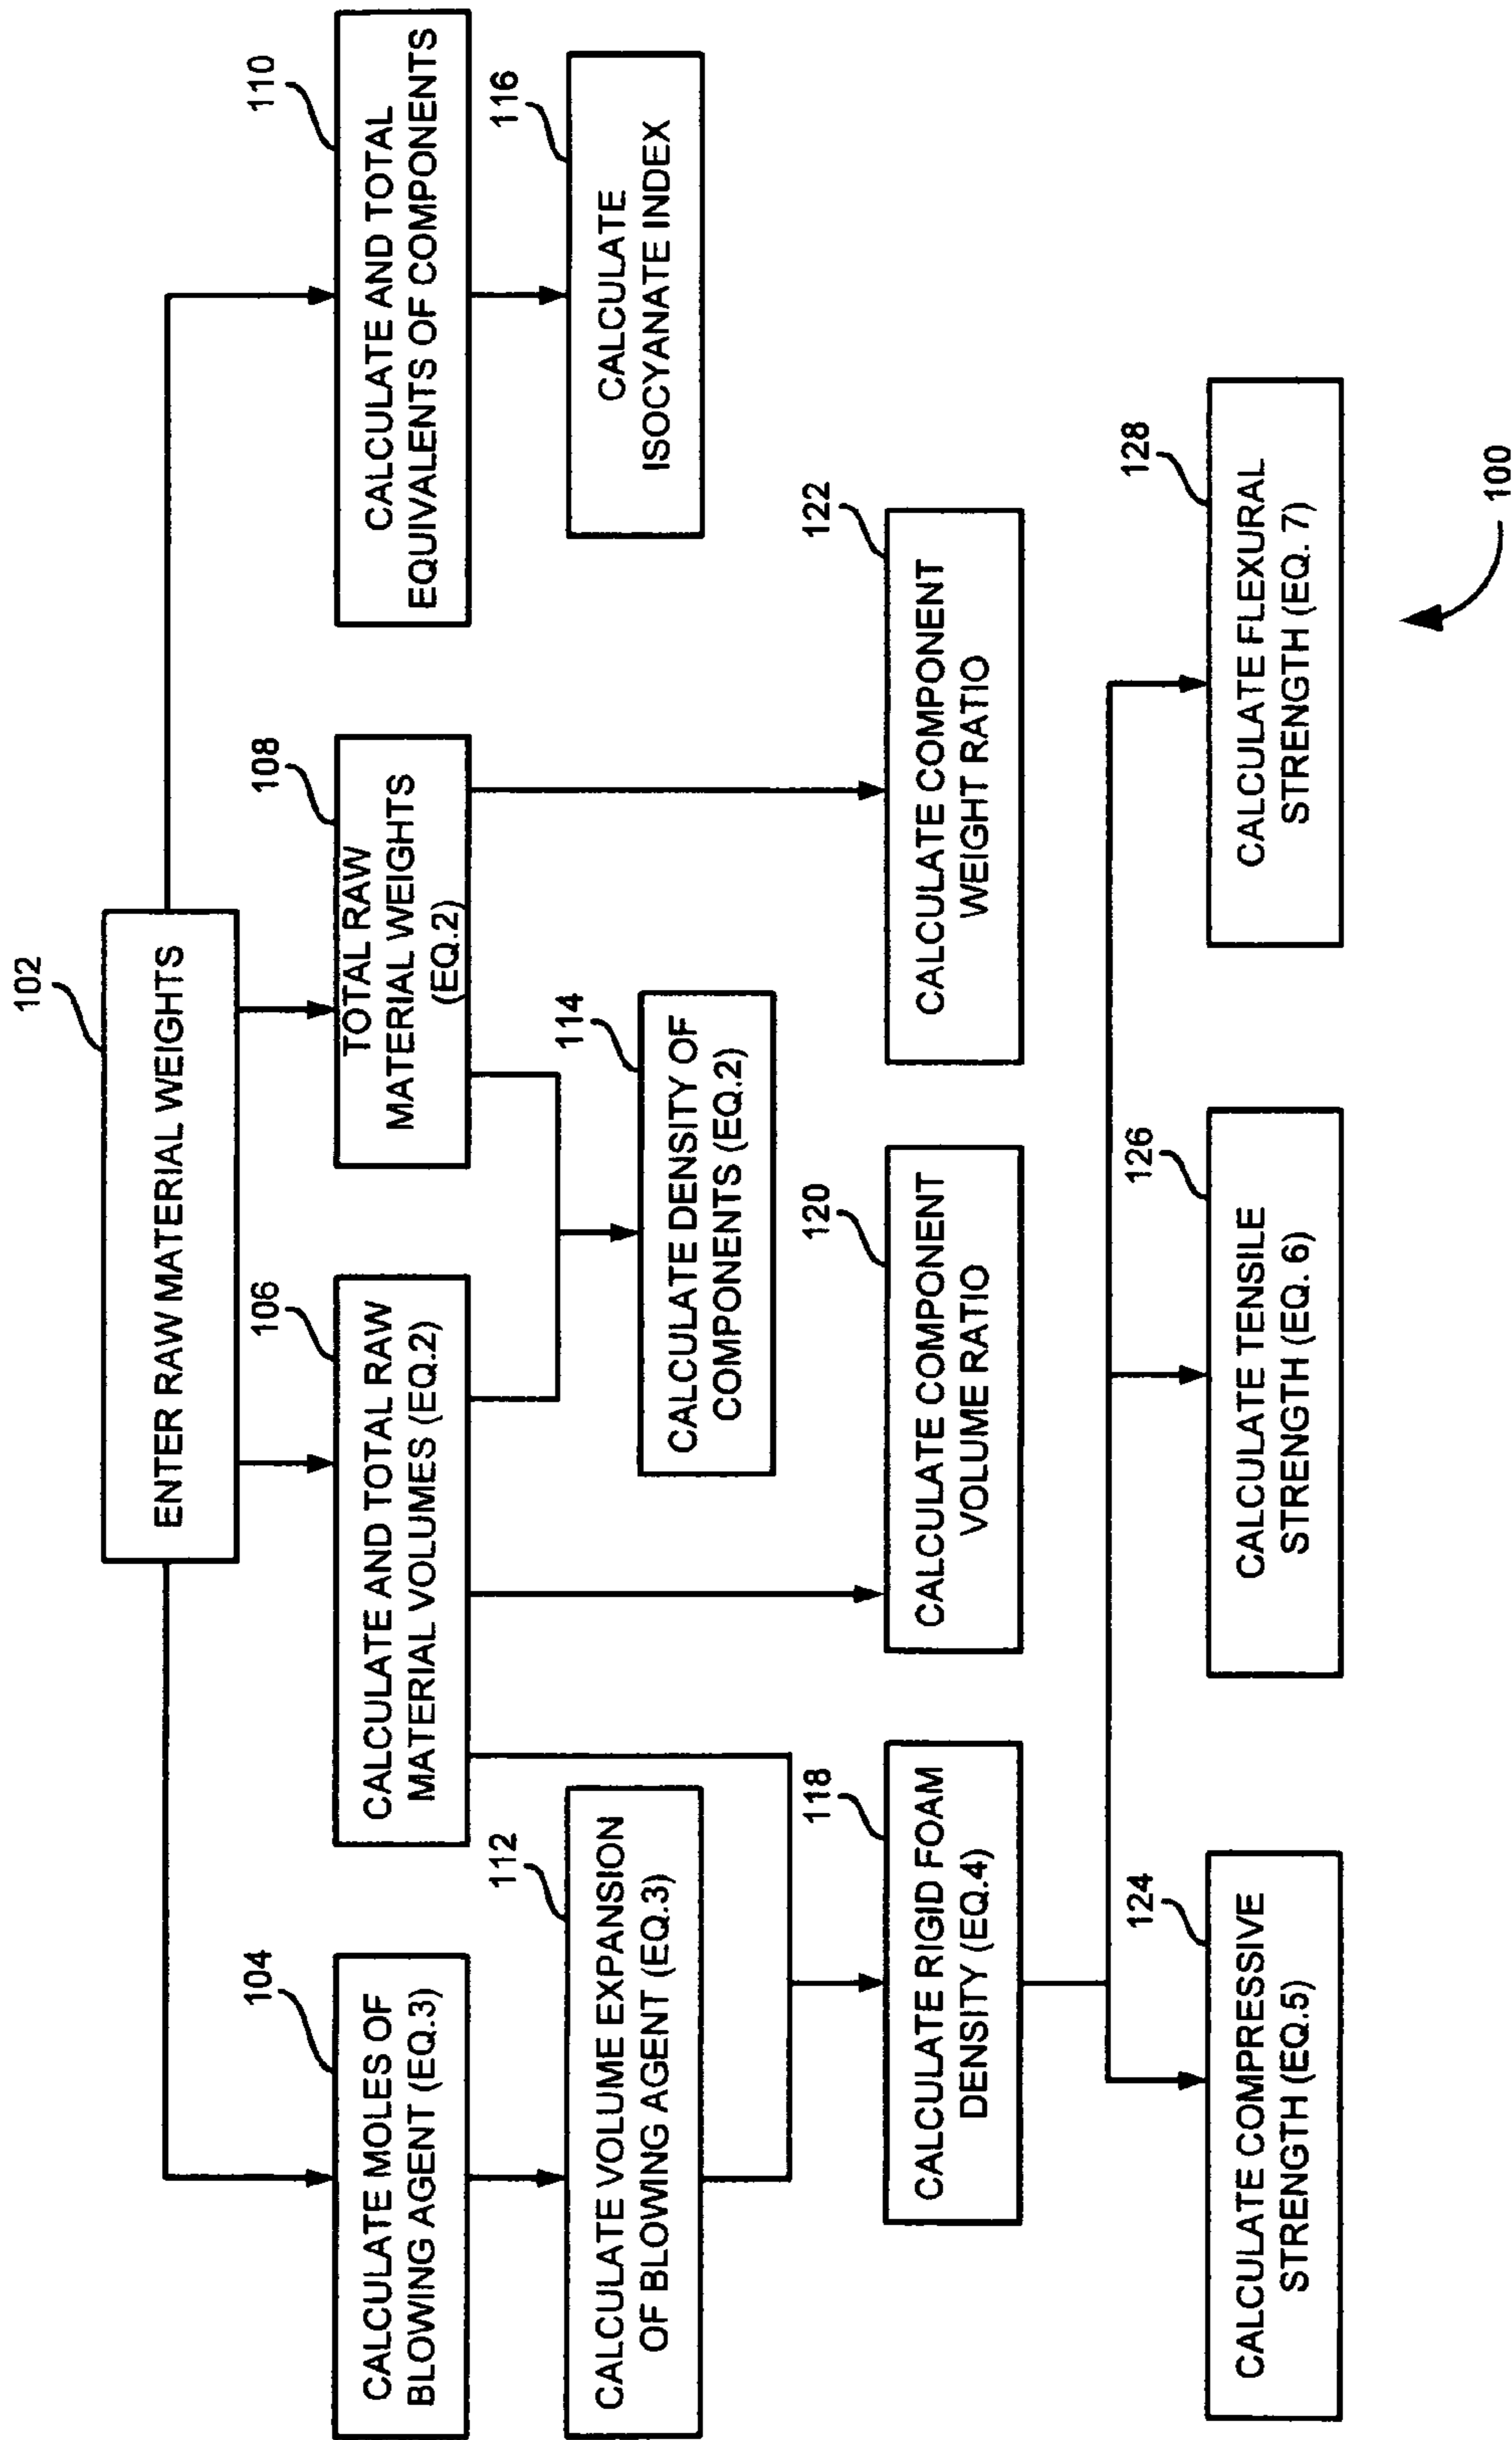 102
ENTER RAW MATERIAL WEIGHTS
104
CALCULATE MOLES OF
BLOWING AGENT (EQ.3)
106
CALCULATE AND TOTAL RAW
MATERIAL VOLUMES (EQ.2)
108
TOTAL RAW
MATERIAL WEIGHTS
(EQ.2)
110
CALCULATE AND TOTAL
EQUIVALENTS OF COMPONENTS
112
CALCULATE VOLUME EXPANSION
OF BLOWING AGENT (EQ.3)
114
CALCULATE DENSITY OF
COMPONENTS (EQ.2)
116
CALCULATE
ISOCYANATE INDEX
118
CALCULATE RIGID FOAM
DENSITY (EQ.4)
120
CALCULATE COMPONENT
VOLUME RATIO
122
CALCULATE COMPONENT
WEIGHT RATIO
124
CALCULATE COMPRESSIVE
STRENGTH (EQ.5)
126
CALCULATE TENSILE
STRENGTH (EQ. 6)
128
CALCULATE FLEXURAL
STRENGTH (EQ. 7)
100